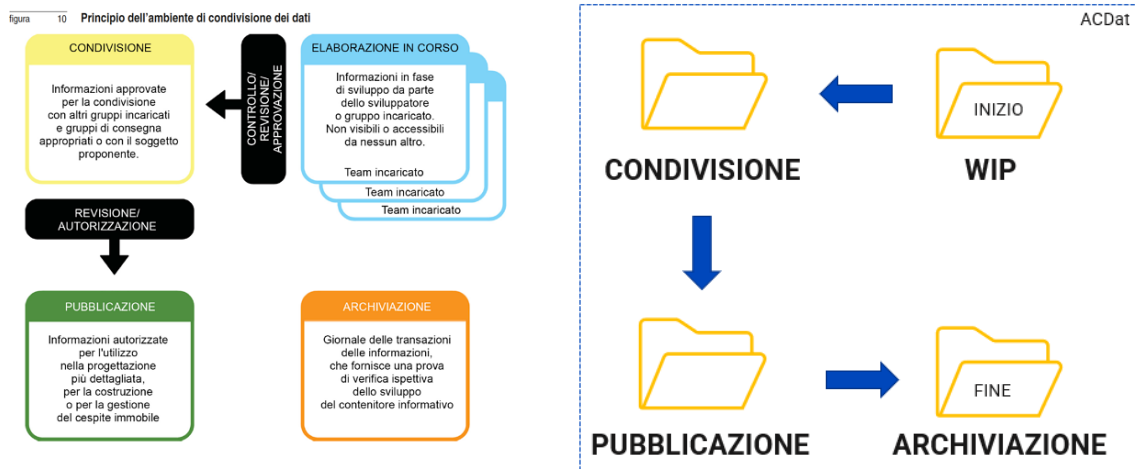 figura 10 Principio dell'ambiente di condivisione dei dati
CONDIVISIONE
Informazioni approvate
per la condivisione
con altri gruppi incaricati
e gruppi di consegna
appropriati o con il soggetto
proponente.
CONTROLLO/
REVISIONE/
APPROVAZIONE
ELABORAZIONE IN CORSO
Informazioni in fase
di sviluppo da parte
dello sviluppatore
o gruppo incaricato.
Non visibili o accessibili
da nessun altro.
Team incaricato
Team incaricato
Team incaricato
REVISIONE/
AUTORIZZAZIONE
PUBBLICAZIONE
Informazioni autorizzate
per l'utilizzo
nella progettazione
più dettagliata,
per la costruzione
o per la gestione
del cespite immobile
ARCHIVIAZIONE
Giornale delle transazioni
delle informazioni,
che fornisce una prova
di verifica ispettiva
dello sviluppo
del contenitore informativo
ACDat
INIZIO
CONDIVISIONE
WIP
FINE
PUBBLICAZIONE
ARCHIVIAZIONE